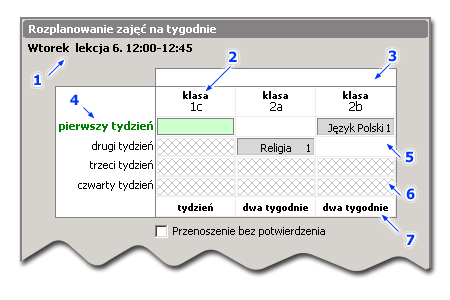 Rozplanowanie zajęć na tygodnie
Wtorek lekcja 6. 12:00-12:45
1
2
3
klasa 1c
klasa 2a
klasa 2b
4
pierwszy tydzień
Język Polski 1
drugi tydzień
Religia 1
5
trzeci tydzień
czwarty tydzień
6
tydzień
dwa tygodnie
dwa tygodnie
7
Przenoszenie bez potwierdzenia